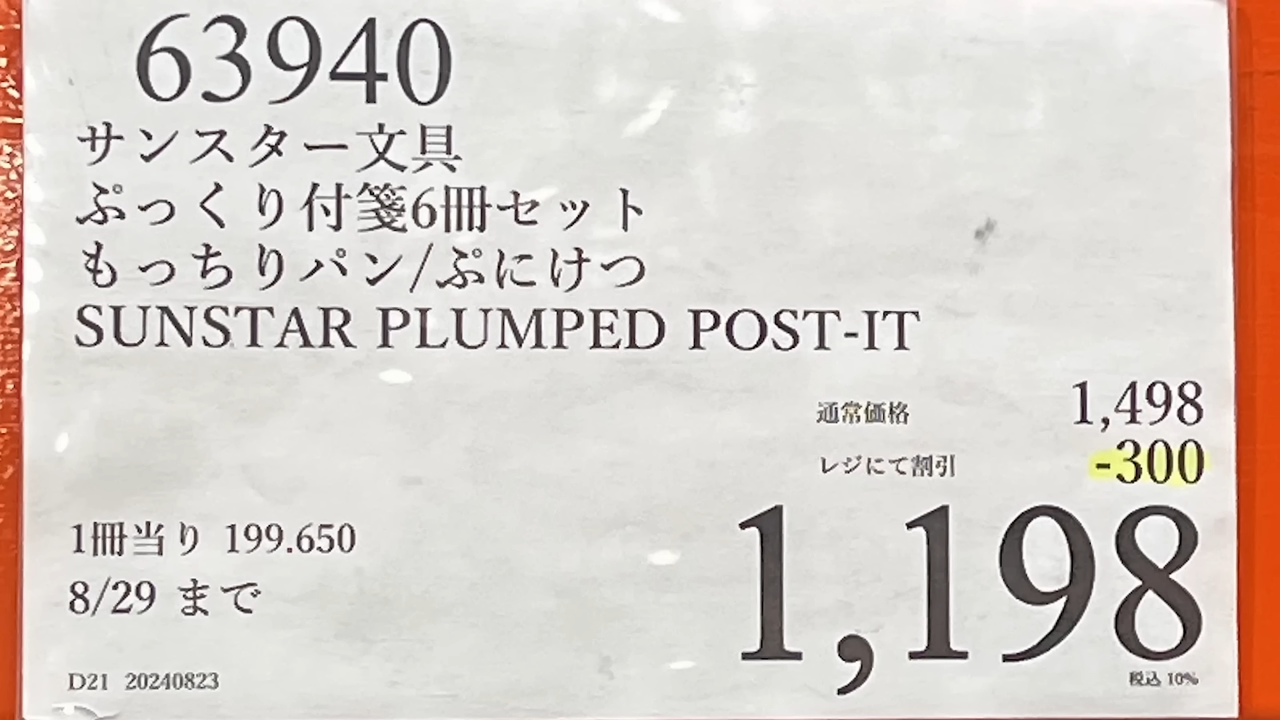 63940
サンスター文具
ぷっくり付箋6冊セット
もっちりパン/ぷにけつ
SUNSTAR PLUMPED POST-IT
通常価格 1,498
レジにて割引 -300
1,198
1冊当り 199.650
8/29 まで
税込 10%
D21 20240823